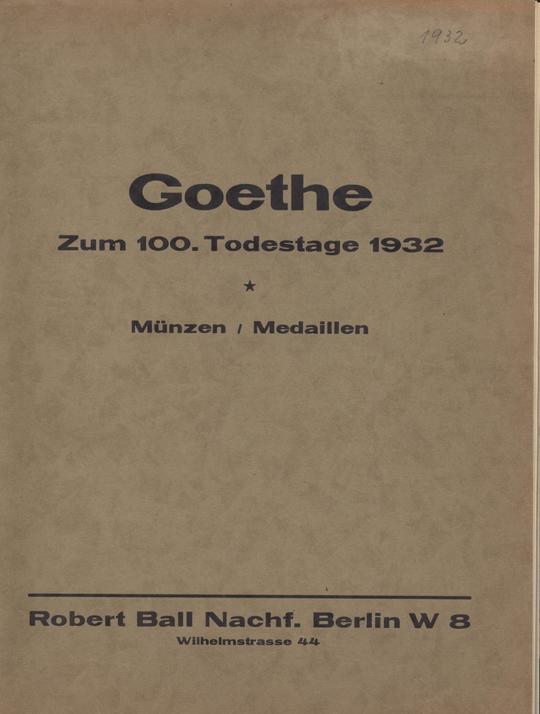 1932
Goethe
Zum 100. Todestage 1932
Münzen / Medaillen
Robert Ball Nachf. Berlin W 8
Wilhelmstrasse 44